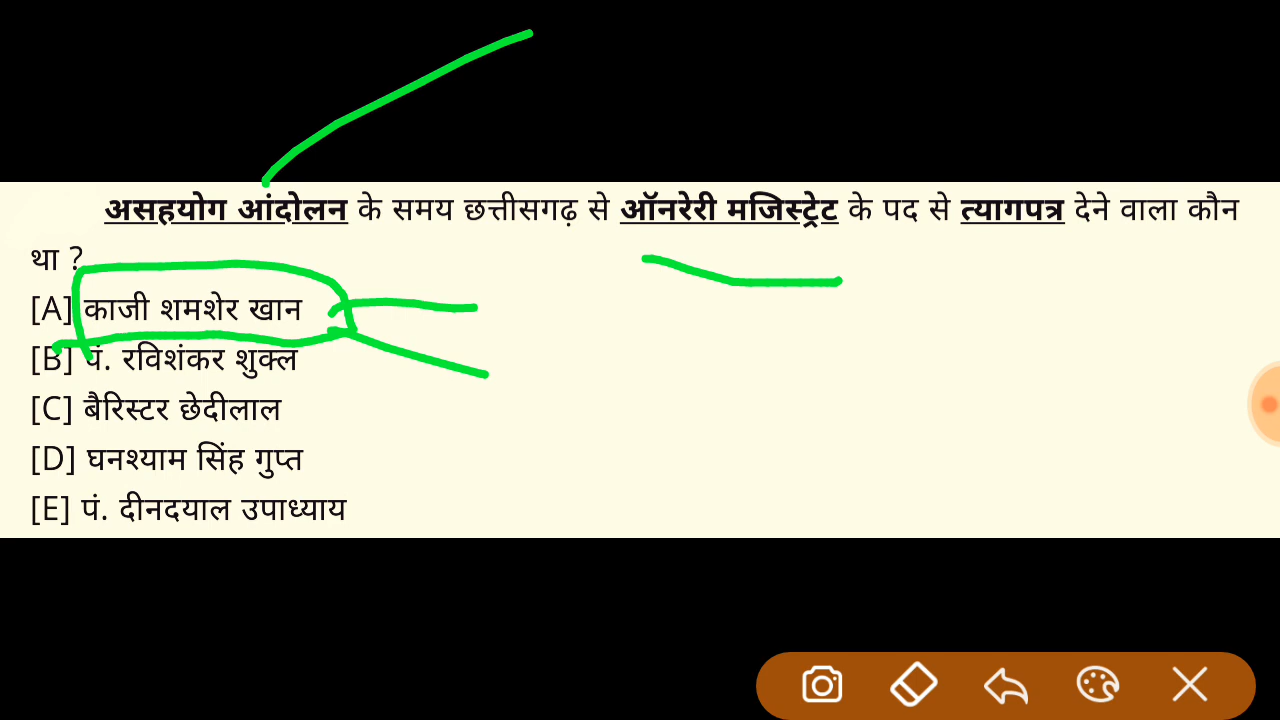 असहयोग आंदोलन के समय छत्तीसगढ़ से ऑनरेरी मजिस्ट्रेट के पद से त्यागपत्र देने वाला कौन
था ?
[A] काजी शमशेर खान
[B] पं. रविशंकर शुक्ल
[C] बैरिस्टर छेदीलाल
[D] घनश्याम सिंह गुप्त
[E] पं. दीनदयाल उपाध्याय